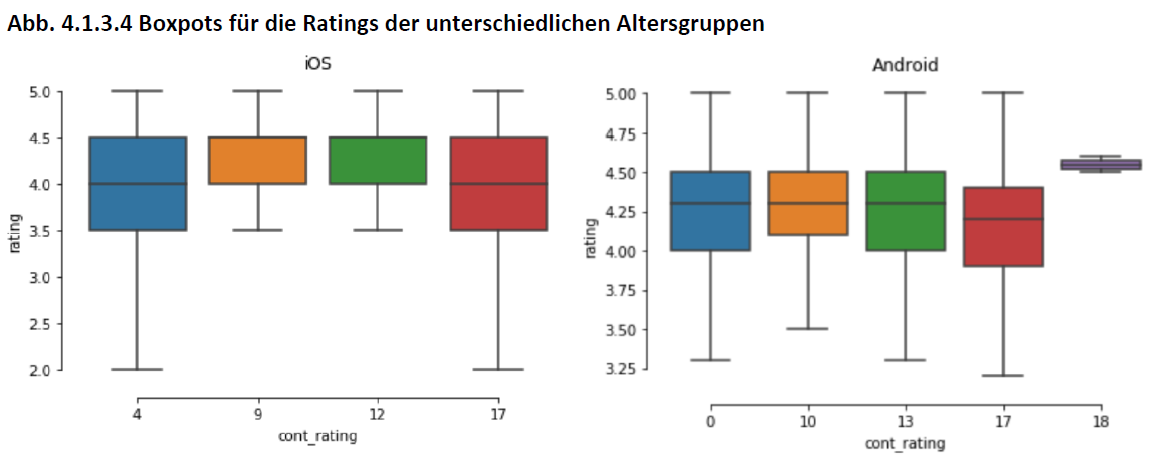 Abb. 4.1.3.4 Boxpots für die Ratings der unterschiedlichen Altersgruppen
iOS
5.0
4.5
4.0
3.5
3.0
2.5
2.0
rating
4 9 12 17
cont_rating
Android
5.00
4.75
4.50
4.25
4.00
3.75
3.50
3.25
rating
0 10 13 17 18
cont_rating